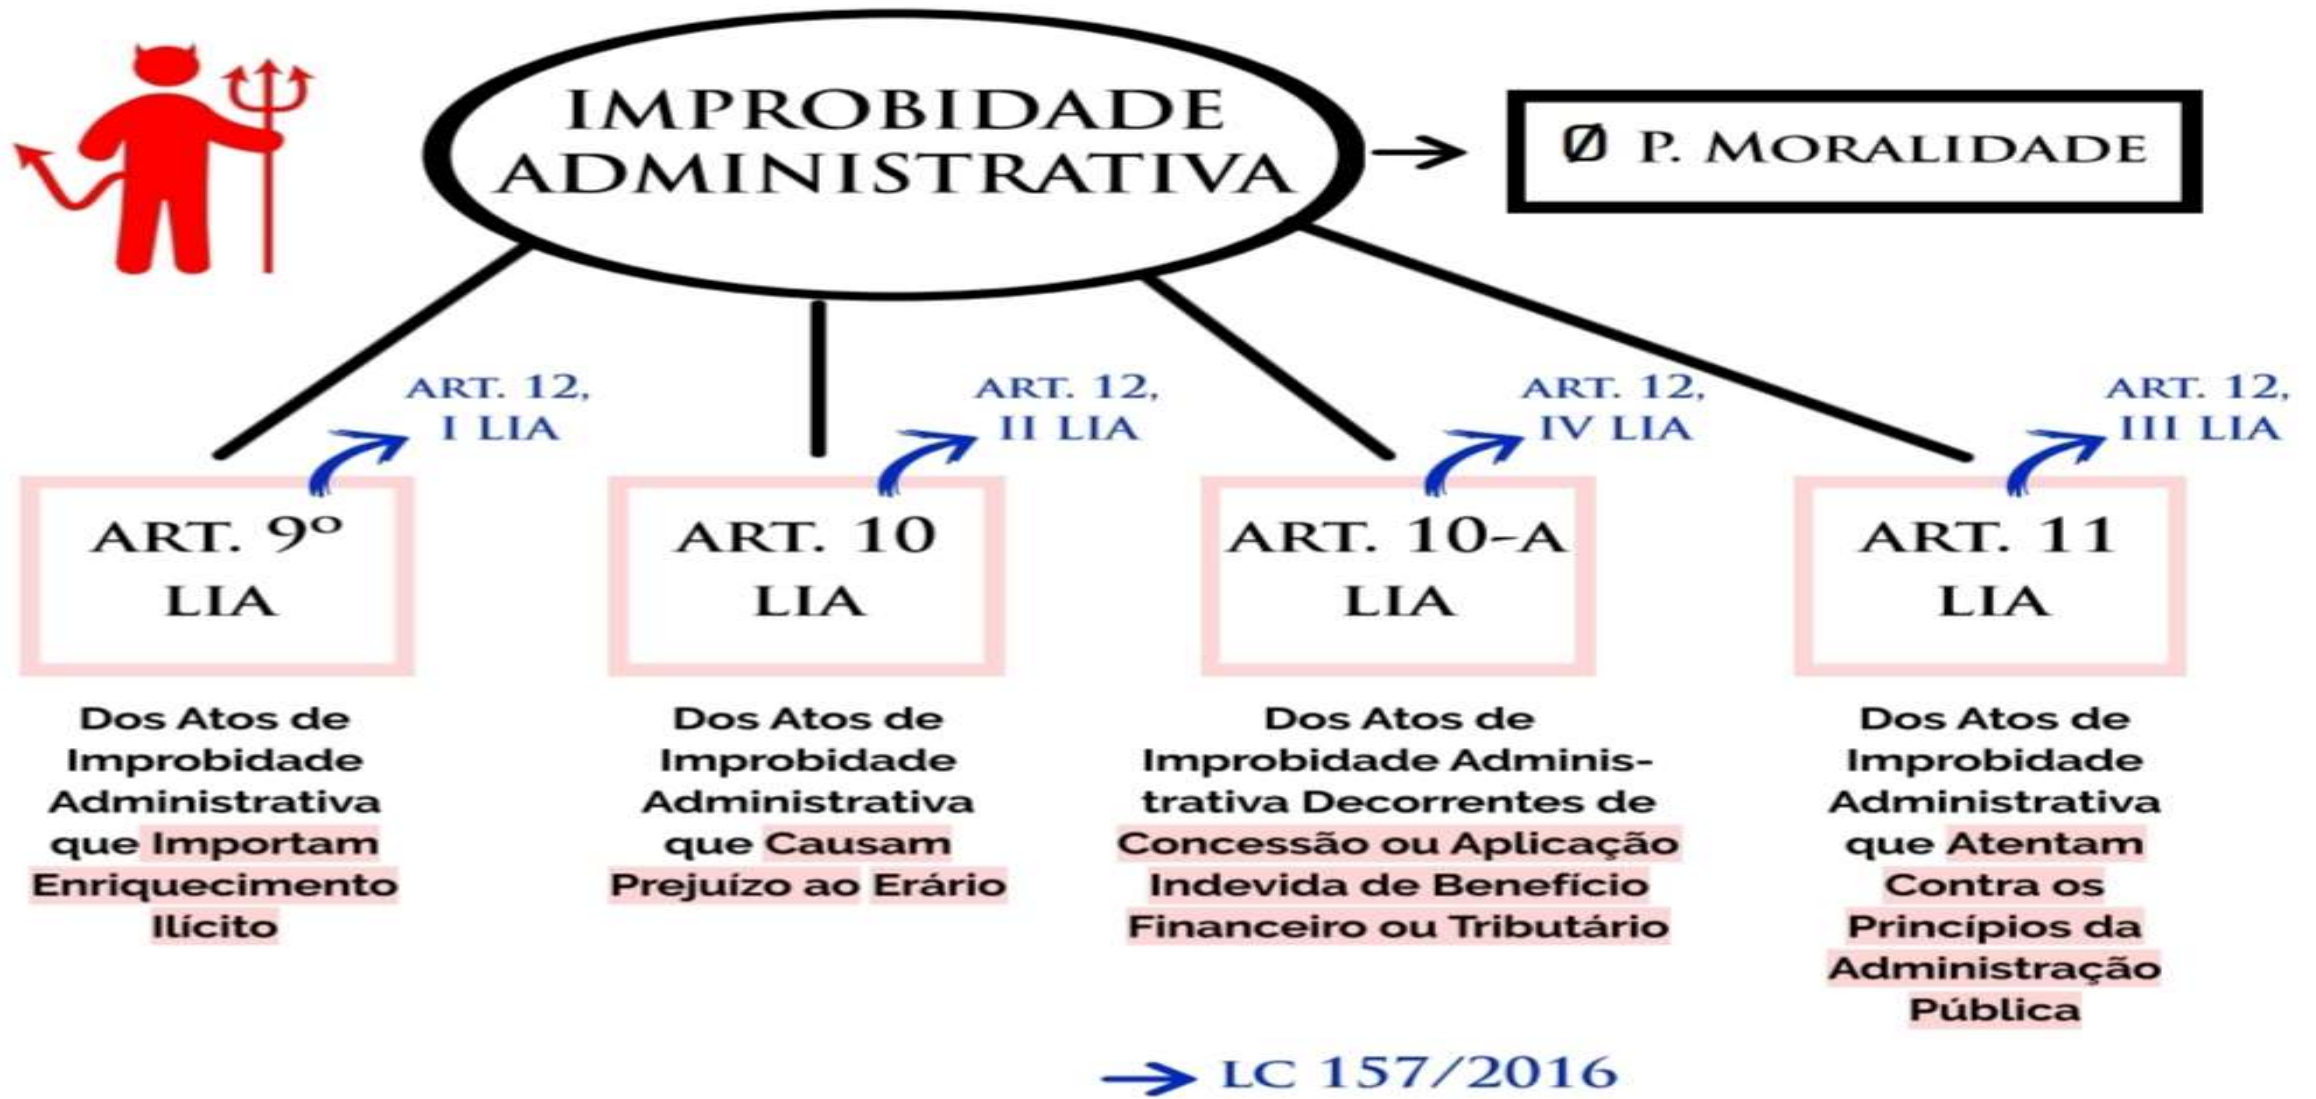 IMPROBIDADE
ADMINISTRATIVA
Ø P. MORALIDADE
ART. 12,
I LIA
ART. 9º
LIA
Dos Atos de
Improbidade
Administrativa
que Importam
Enriquecimento
Ilícito
ART. 12,
II LIA
ART. 10
LIA
Dos Atos de
Improbidade
Administrativa
que Causam
Prejuízo ao Erário
ART. 12,
IV LIA
ART. 10-A
LIA
Dos Atos de
Improbidade Adminis-
trativa Decorrentes de
Concessão ou Aplicação
Indevida de Benefício
Financeiro ou Tributário
LC 157/2016
ART. 12,
III LIA
ART. 11
LIA
Dos Atos de
Improbidade
Administrativa
que Atentam
Contra os
Princípios da
Administração
Pública